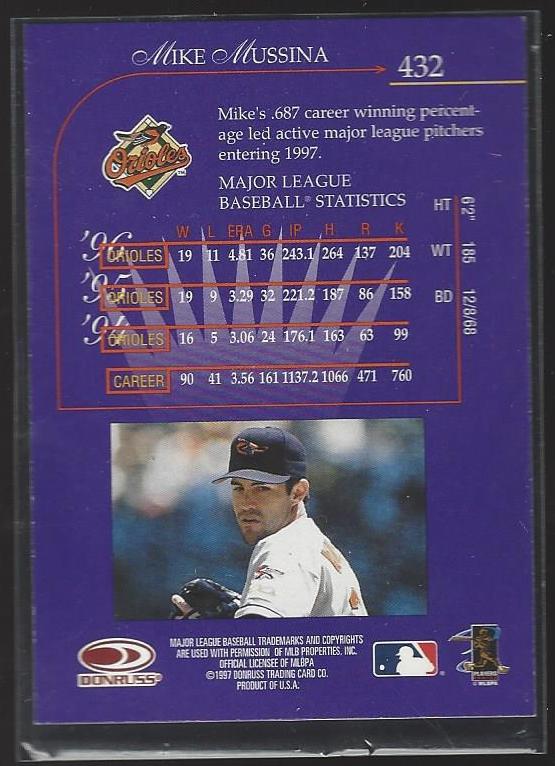 MIKE MUSSINA
432
Orioles
TM
Mike's .687 career winning percent-
age led active major league pitchers
entering 1997.
MAJOR LEAGUE
BASEBALL® STATISTICS
HT 6'2"
WT 185
BD 12/8/68
W L ERA G IP H R K
'96 ORIOLES 19 11 4.81 36 243.1 264 137 204
'95 ORIOLES 19 9 3.29 32 221.2 187 86 158
'94 ORIOLES 16 5 3.06 24 176.1 163 63 99
CAREER 90 41 3.56 161 1137.2 1066 471 760
DONRUSS
MAJOR LEAGUE BASEBALL TRADEMARKS AND COPYRIGHTS
ARE USED WITH PERMISSION OF MLB PROPERTIES, INC.
OFFICIAL LICENSEE OF MLBPA
©1997 DONRUSS TRADING CARD CO.
PRODUCT OF U.S.A.
PLAYERS
© MLBPA